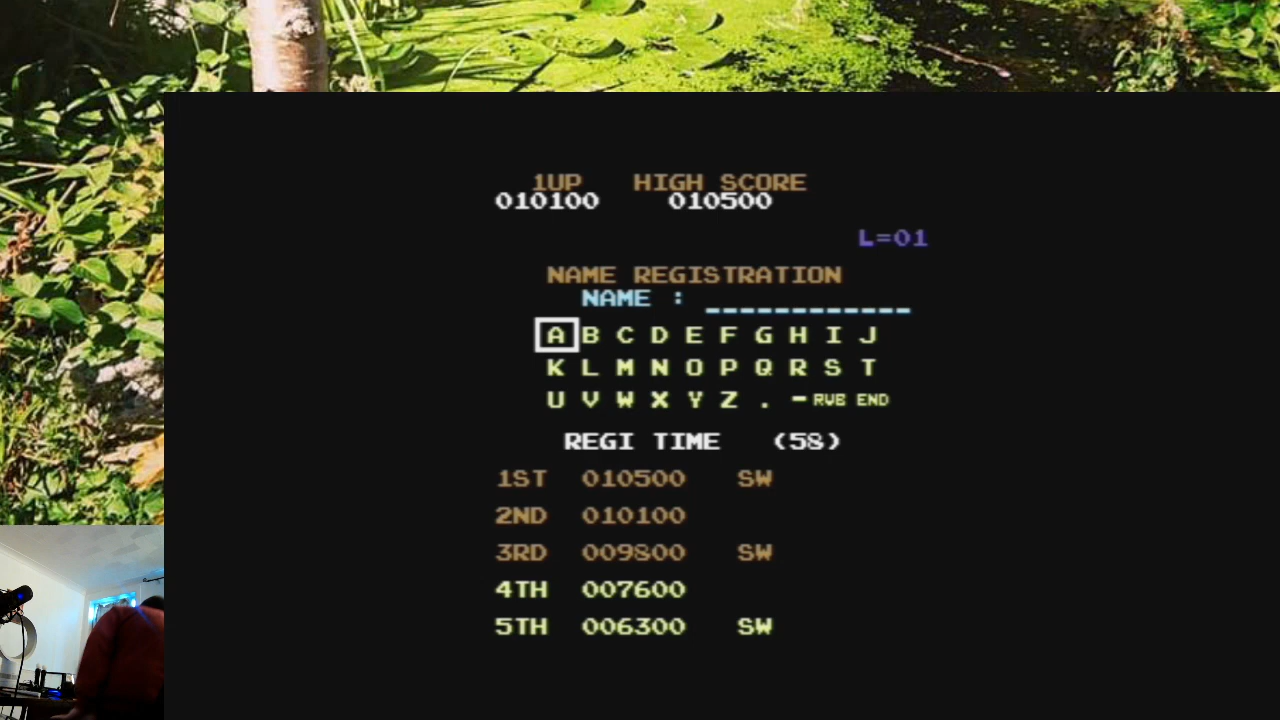 1UP HIGH SCORE
010100 010500
L=01
NAME REGISTRATION
NAME : ____________
A B C D E F G H I J
K L M N O P Q R S T
U V W X Y Z . - RUB END
REGI TIME (58)
1ST 010500 SW
2ND 010100
3RD 009800 SW
4TH 007600
5TH 006300 SW